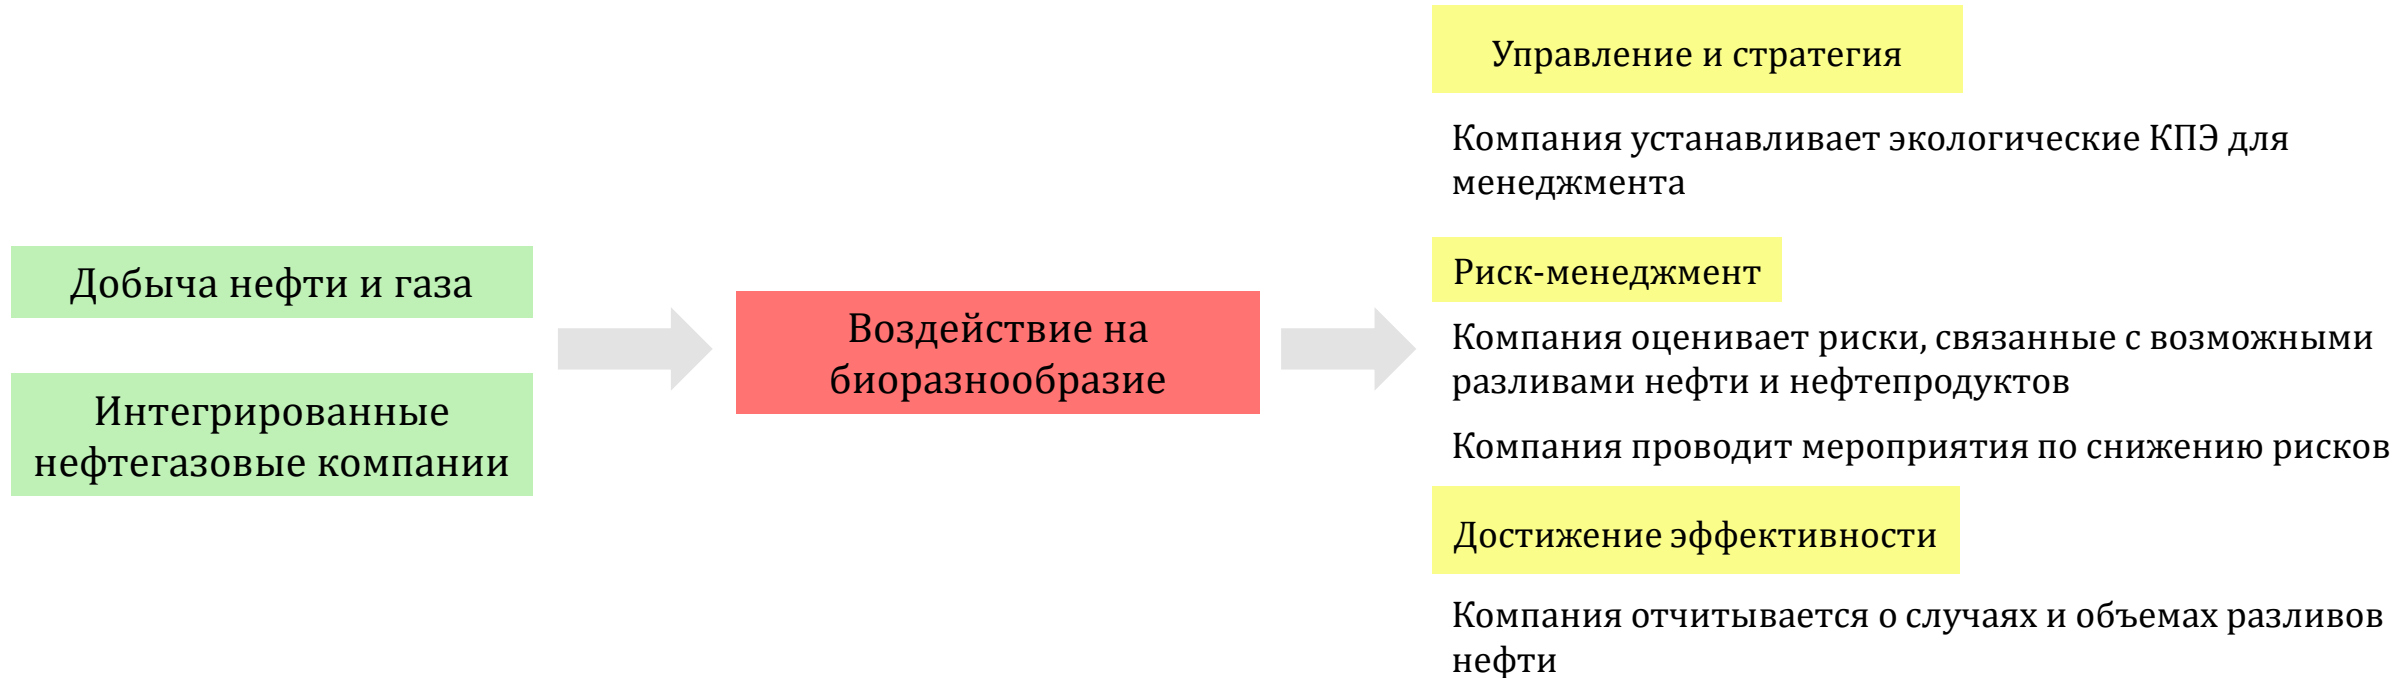 Добыча нефти и газа
Интегрированные
нефтегазовые компании
Воздействие на
биоразнообразие
Управление и стратегия
Компания устанавливает экологические КПЭ для
менеджмента
Риск-менеджмент
Компания оценивает риски, связанные с возможными
разливами нефти и нефтепродуктов
Компания проводит мероприятия по снижению рисков
Достижение эффективности
Компания отчитывается о случаях и объемах разливов
нефти